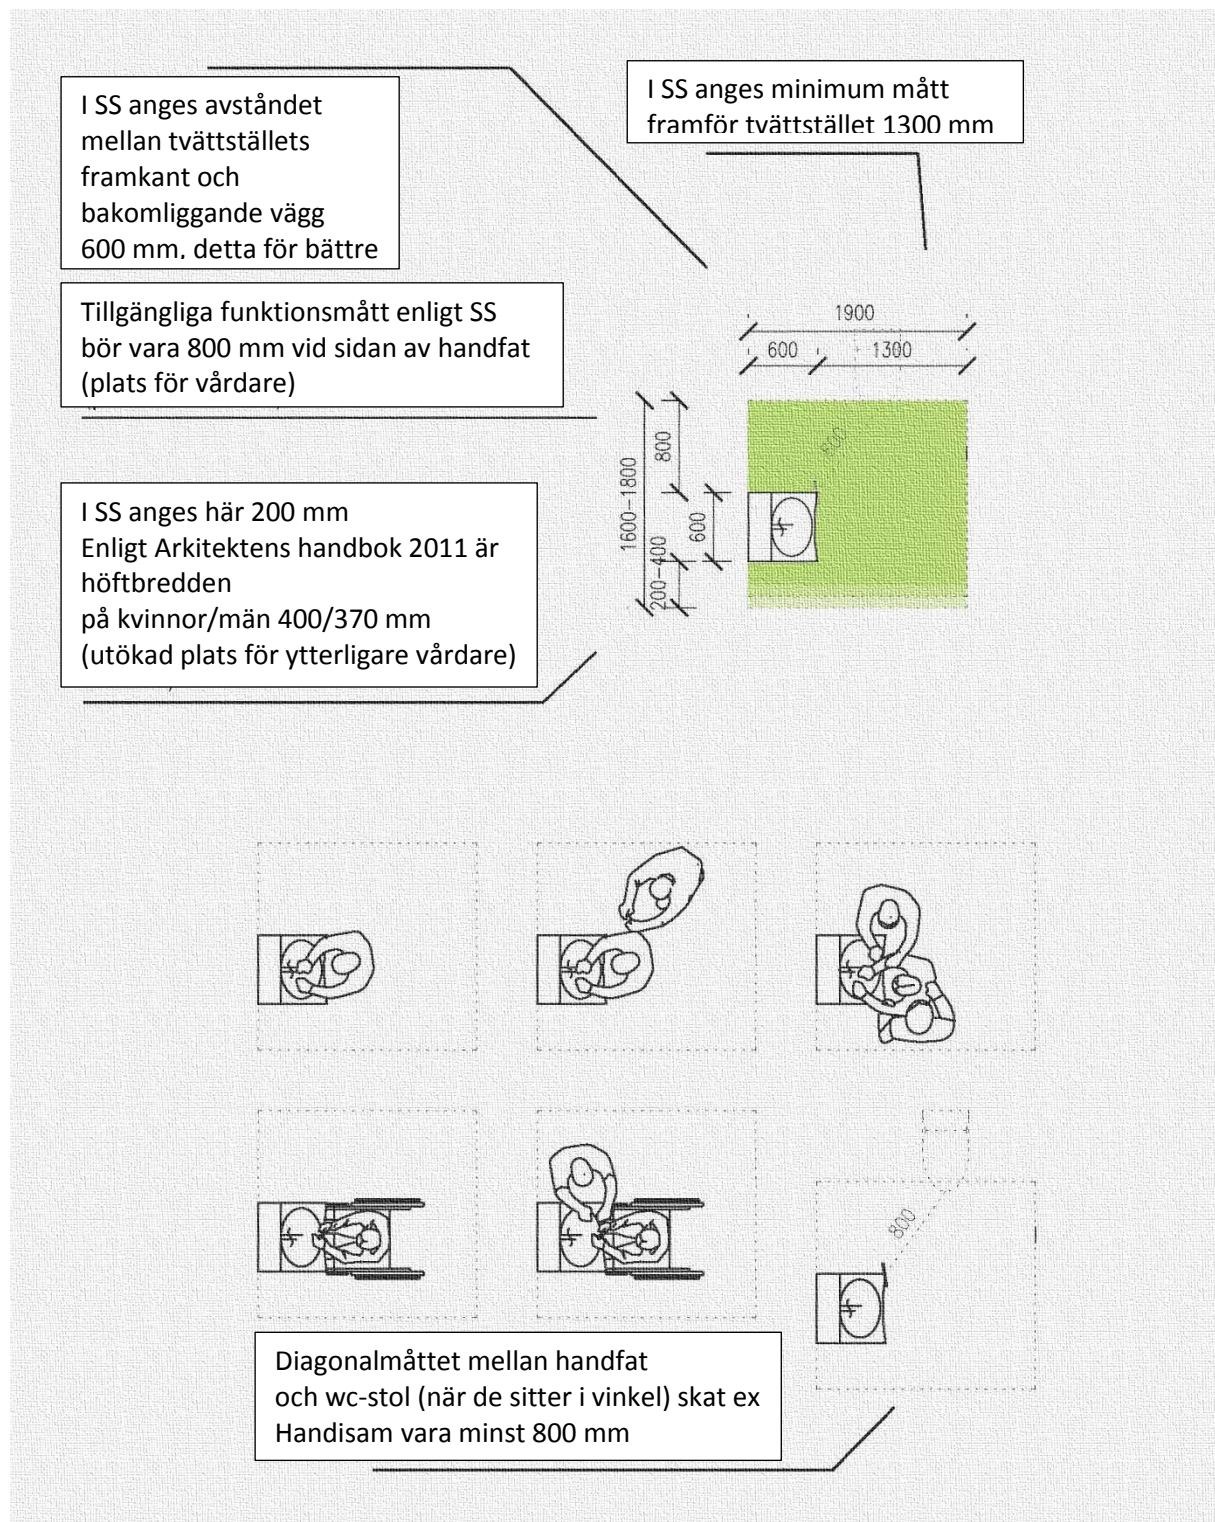 I SS anges avståndet
mellan tvättställets
framkant och
bakomliggande vägg
600 mm, detta för bättre
I SS anges minimum mått
framför tvättstället 1300 mm
Tillgängliga funktionsmått enligt SS
bör vara 800 mm vid sidan av handfat
(plats för vårdare)
1900
600
1300
800
800
1600-1800
600
200-400
I SS anges här 200 mm
Enligt Arkitektens handbok 2011 är
höftbredden
på kvinnor/män 400/370 mm
(utökad plats för ytterligare vårdare)
800
Diagonalmåttet mellan handfat
och wc-stol (när de sitter i vinkel) skat ex
Handisam vara minst 800 mm